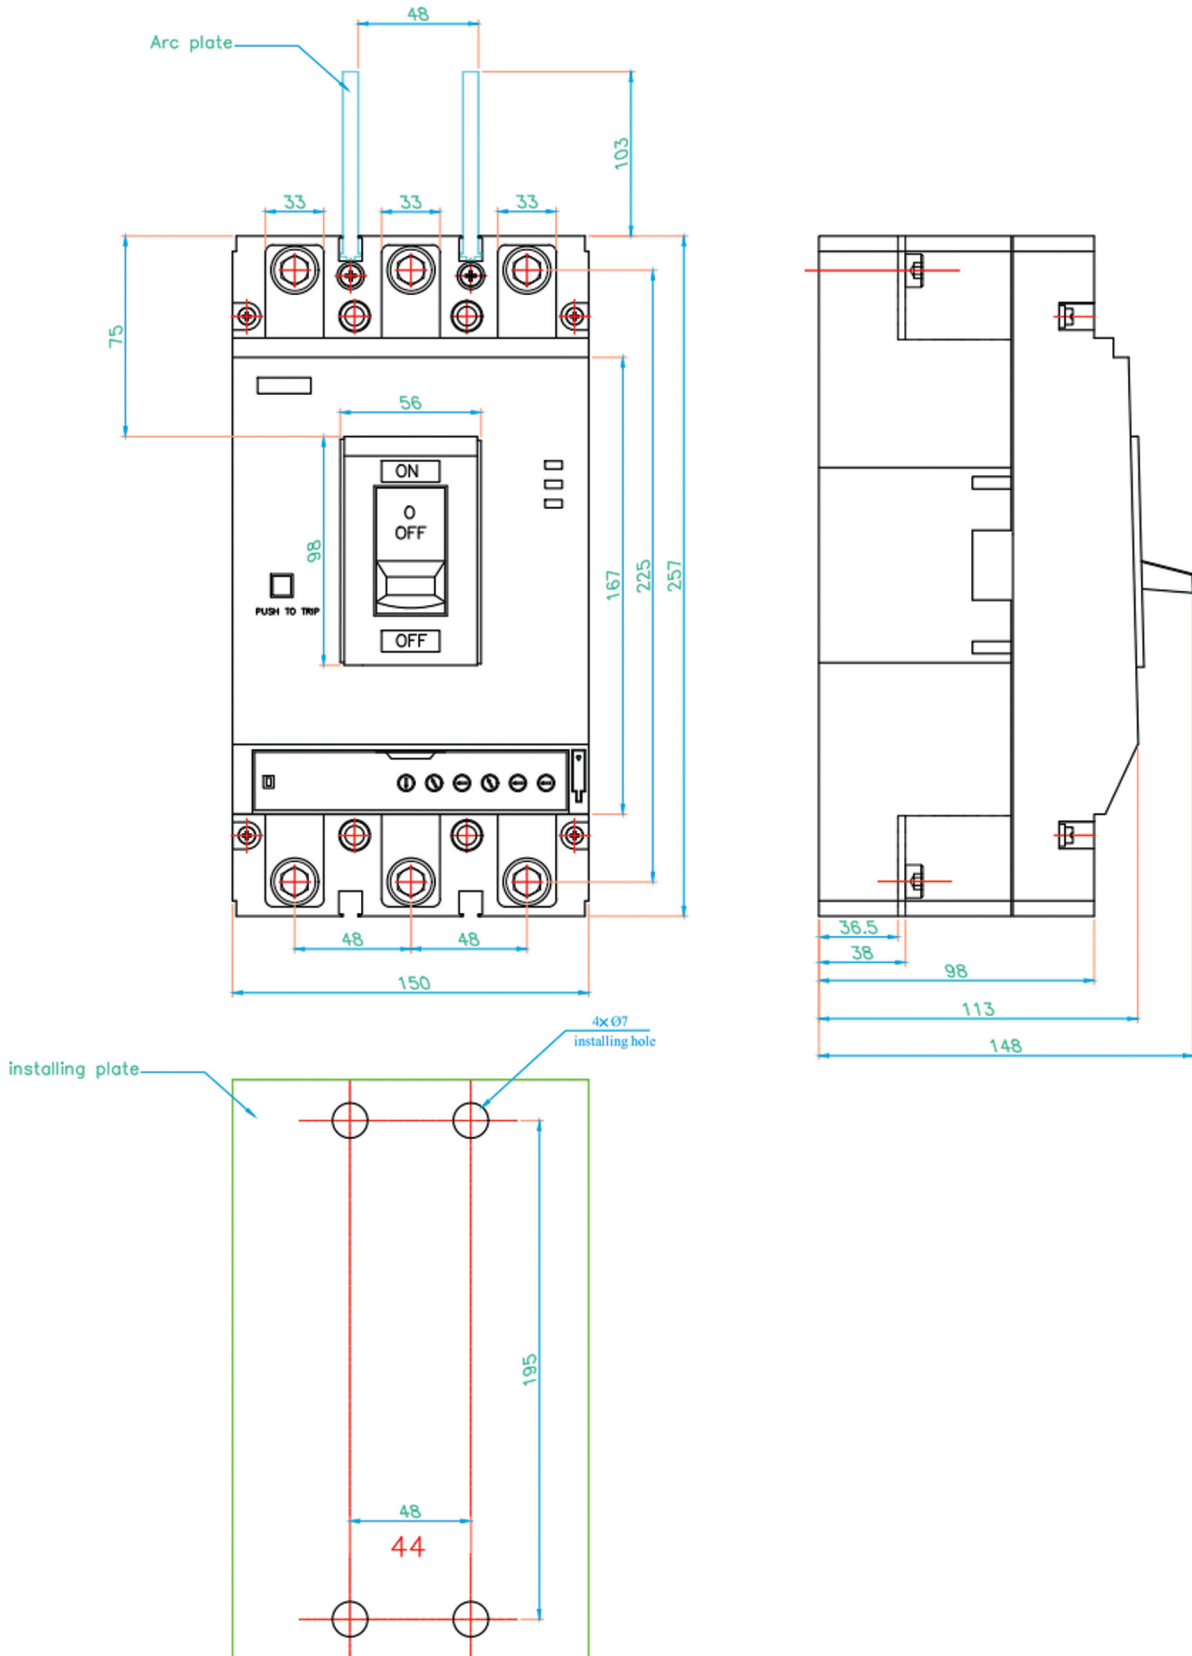 48
Arc plate
103
33
33
33
75
56
ON
O
OFF
98
167
225
257
PUSH TO TRIP
OFF
48
48
150
36.5
38
98
113
148
4×Ø7
installing hole
installing plate
195
48
44